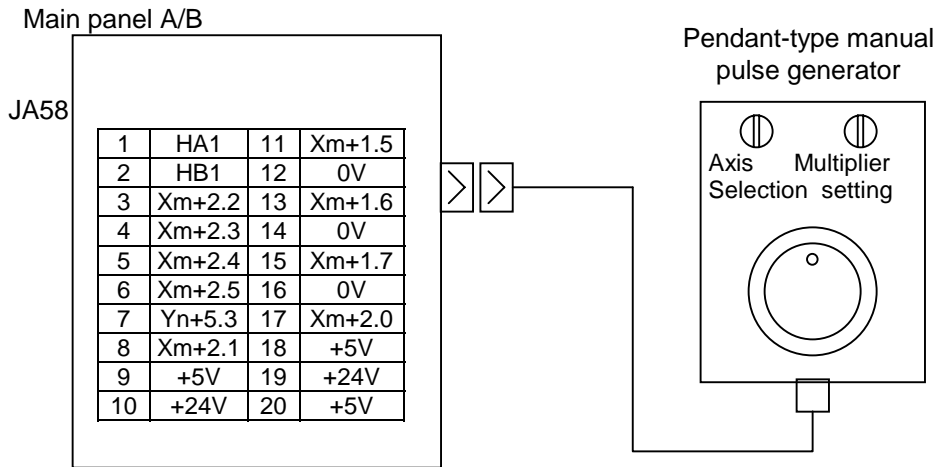 Main panel A/B
Pendant-type manual
pulse generator
JA58
1 HA1 11 Xm+1.5
2 HB1 12 0V
3 Xm+2.2 13 Xm+1.6
4 Xm+2.3 14 0V
5 Xm+2.4 15 Xm+1.7
6 Xm+2.5 16 0V
7 Yn+5.3 17 Xm+2.0
8 Xm+2.1 18 +5V
9 +5V 19 +24V
10 +24V 20 +5V
Axis Multiplier
Selection setting